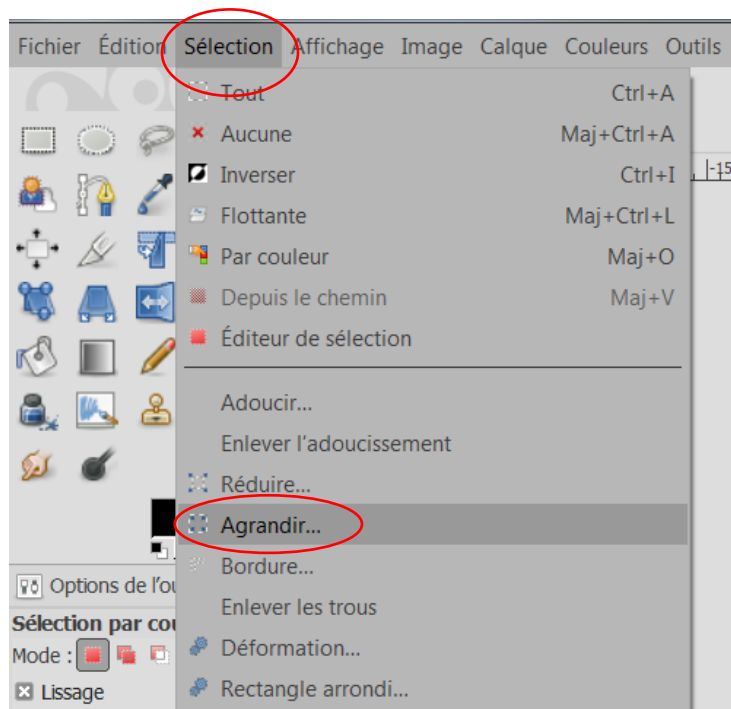 Fichier Édition Sélection Affichage Image Calque Couleurs Outils
Tout Ctrl+A
Aucune Maj+Ctrl+A
Inverser Ctrl+I
-15
Flottante Maj+Ctrl+L
Par couleur Maj+O
Depuis le chemin Maj+V
Éditeur de sélection
Adoucir...
Enlever l'adoucissement
Réduire...
Agrandir...
Bordure...
Options de l'ou
Enlever les trous
Sélection par cou
Déformation...
Mode :
Rectangle arrondi...
Lissage